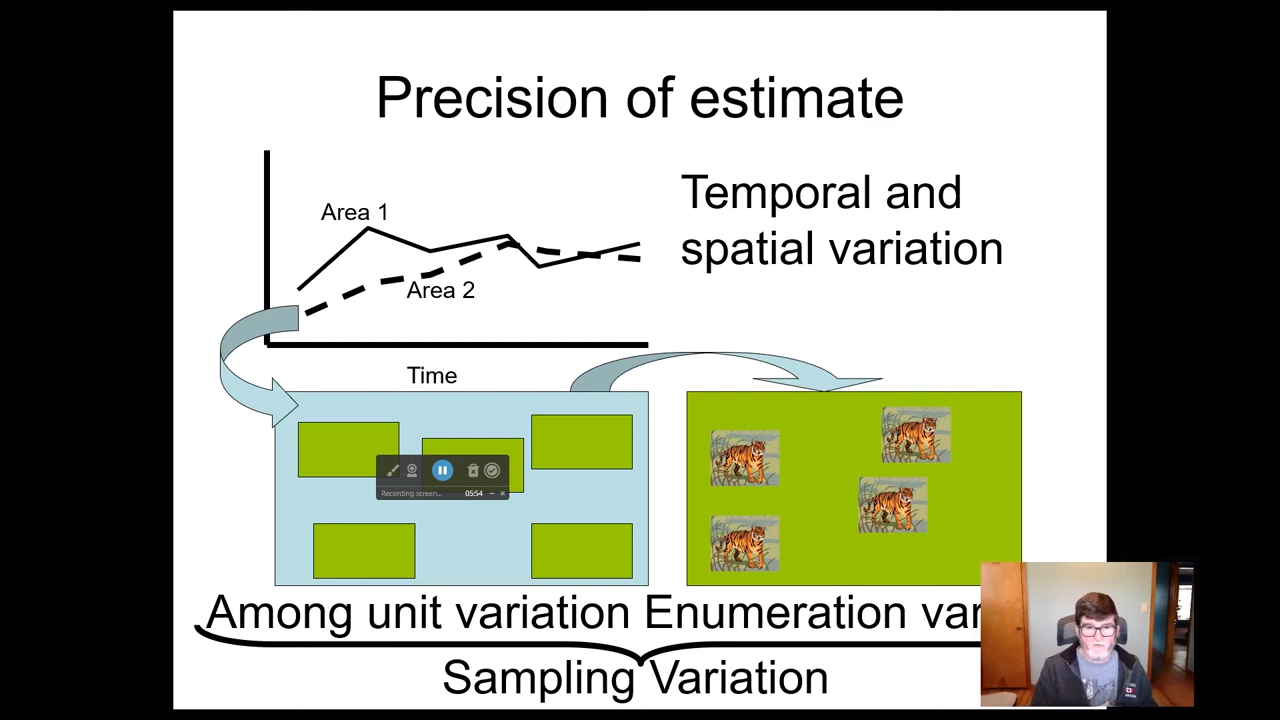 Precision of estimate
Temporal and
spatial variation
Area 1
Area 2
Time
Recording screen... 05:54
Among unit variation Enumeration var
Sampling Variation